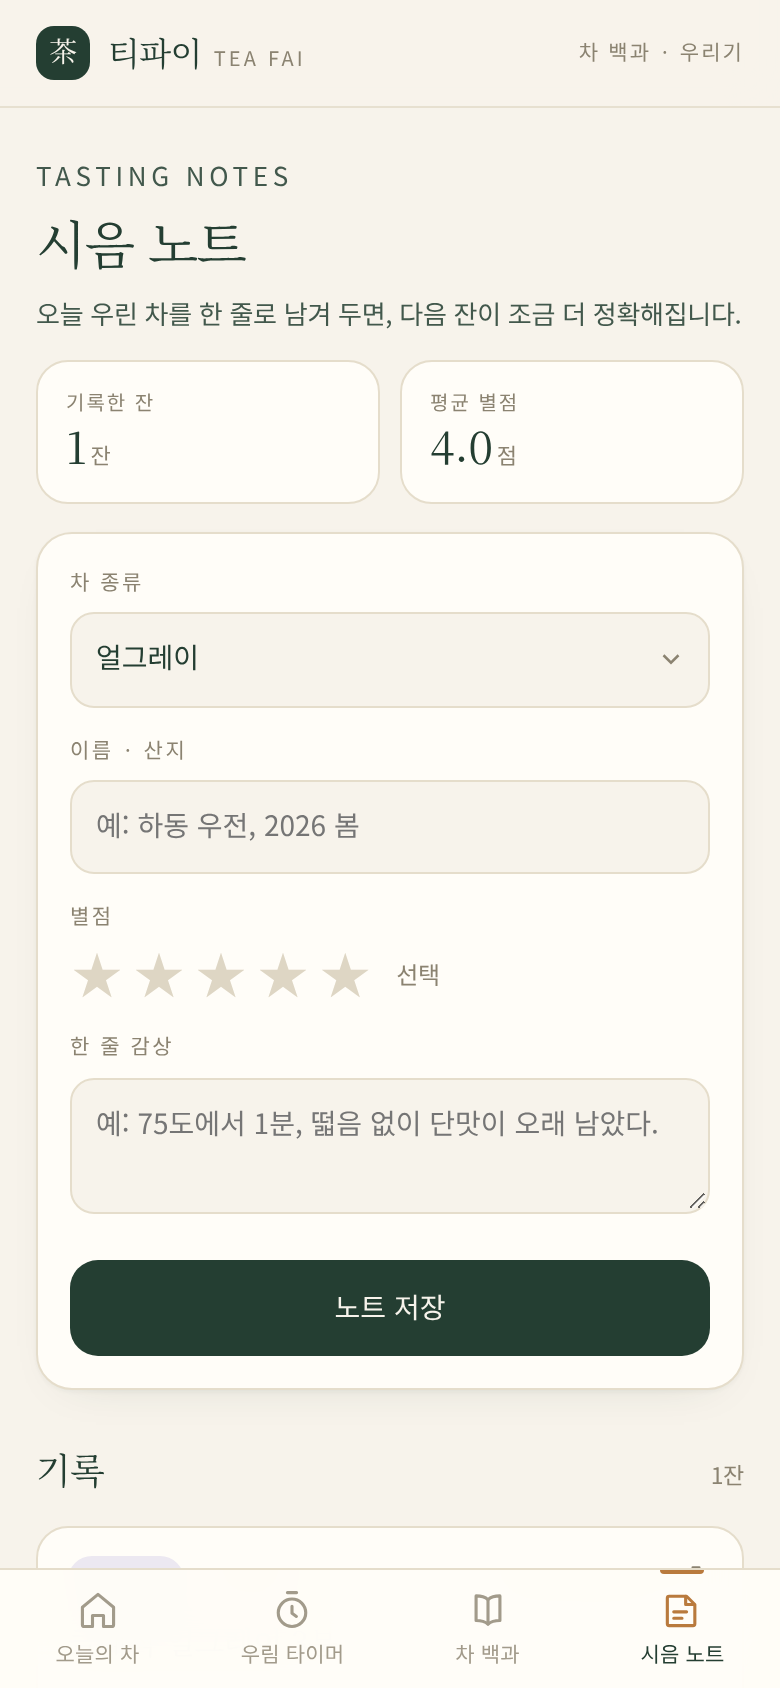 茶 티파이 TEA FAI
차 백과 · 우리기
TASTING NOTES
시음 노트
오늘 우린 차를 한 줄로 남겨 두면, 다음 잔이 조금 더 정확해집니다.
기록한 잔
1잔
평균 별점
4.0점
차 종류
얼그레이
이름 · 산지
예: 하동 우전, 2026 봄
별점
★★★★★ 선택
한 줄 감상
예: 75도에서 1분, 떫음 없이 단맛이 오래 남았다.
노트 저장
기록
1잔
오늘의 차
우림 타이머
차 백과
시음 노트